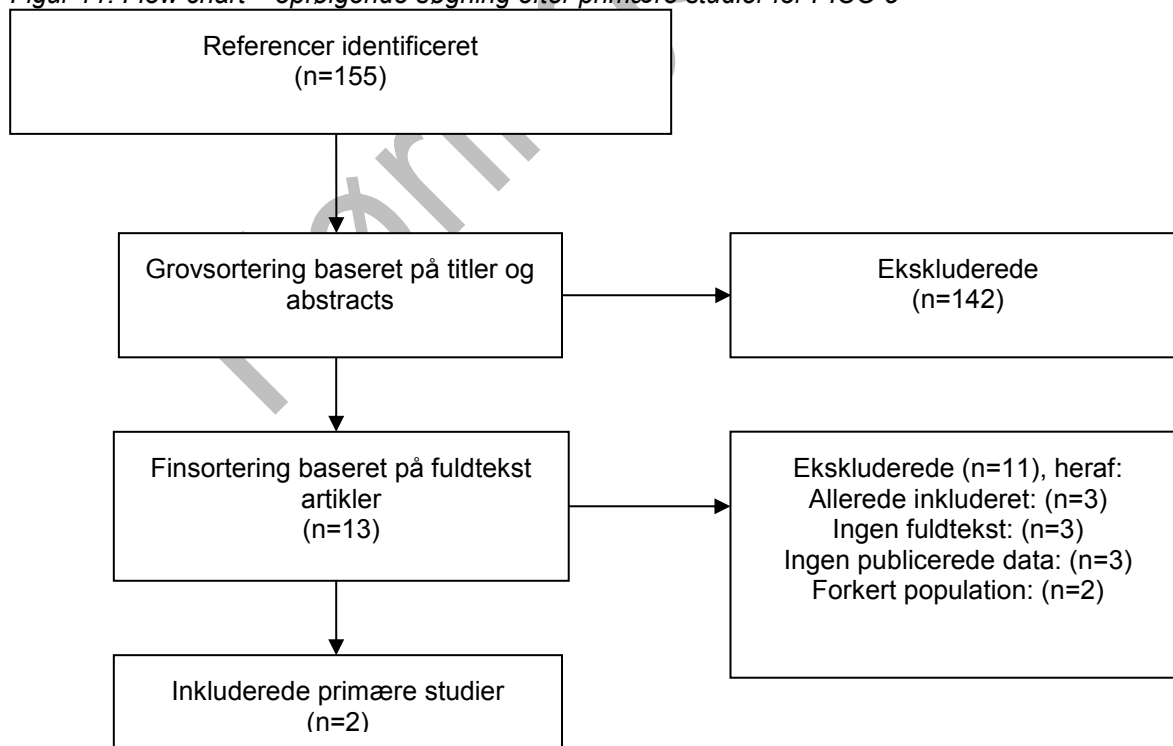 Referencer identificeret
(n=155)
Grovsortering baseret på titler og
abstracts
Ekskluderede
(n=142)
Finsortering baseret på fuldtekst
artikler
(n=13)
Ekskluderede (n=11), heraf:
Allerede inkluderet: (n=3)
Ingen fuldtekst: (n=3)
Ingen publicerede data: (n=3)
Forkert population: (n=2)
Inkluderede primære studier
(n=2)